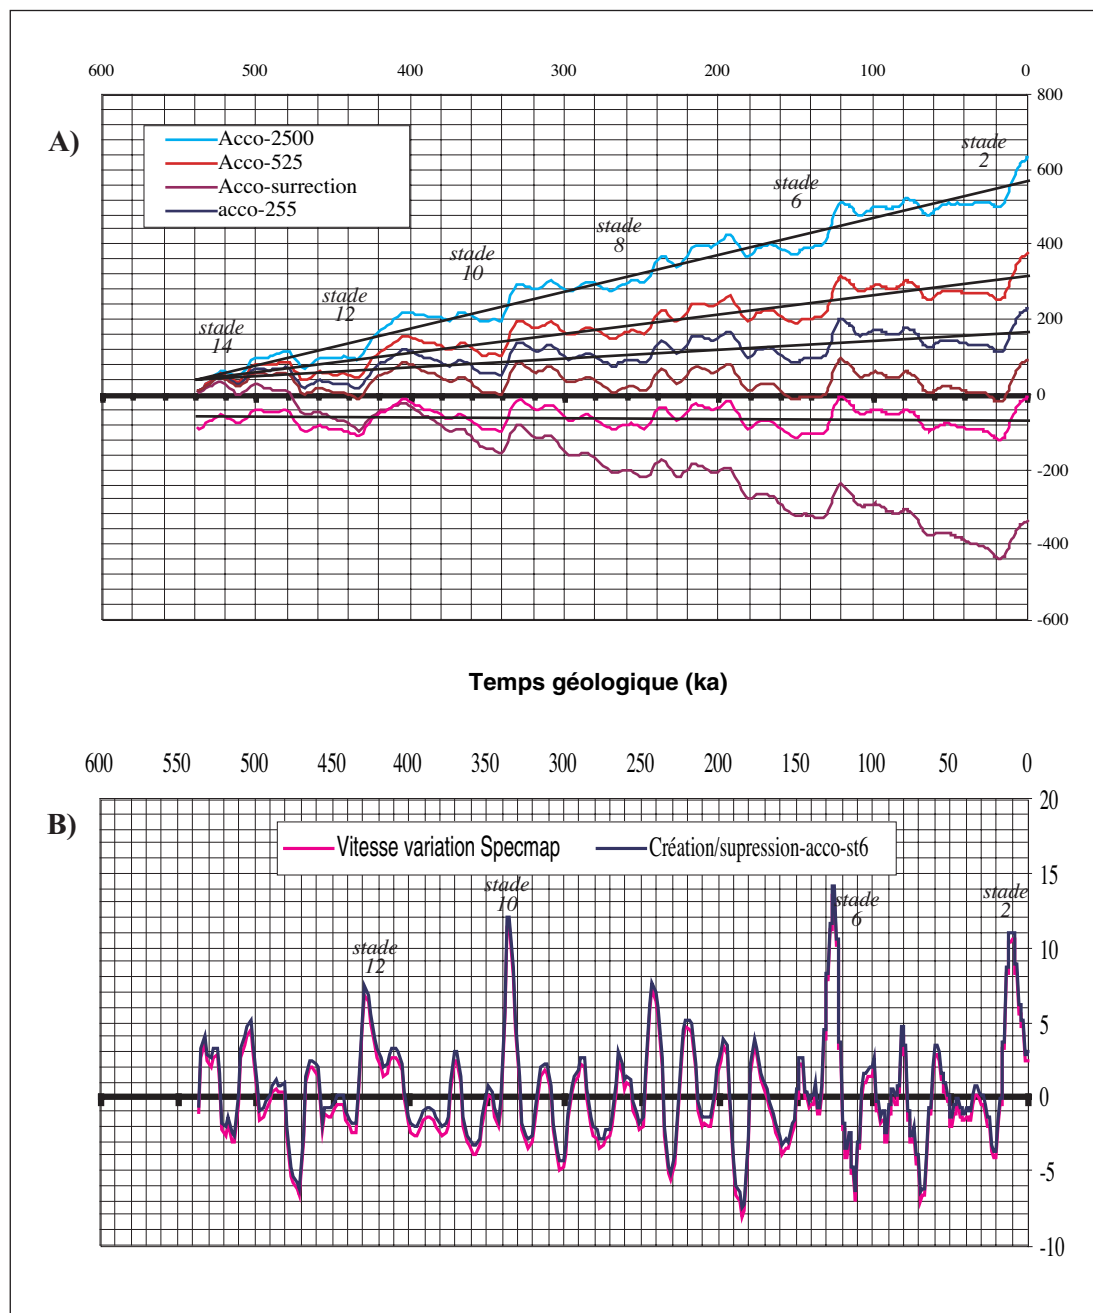 600 500 400 300 200 100 0
A)
Acco-2500
Acco-525
Acco-surrection
acco-255
stade
2
stade
6
stade
8
stade
10
stade
12
stade
14
800
600
400
200
0
-200
-400
-600
Temps géologique (ka)
600 550 500 450 400 350 300 250 200 150 100 50 0
B)
Vitesse variation Specmap
Création/supression-acco-st6
stade
10
stade
6
stade
2
stade
12
20
15
10
5
0
-5
-10